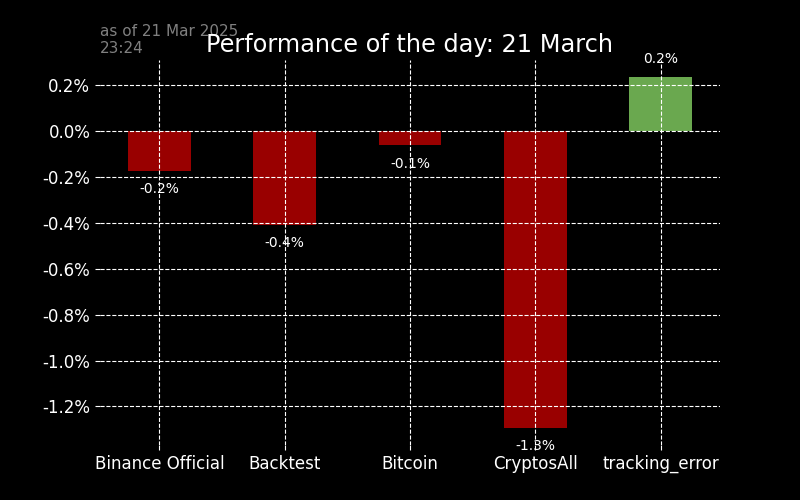 as of 21 Mar 2025
23:24
Performance of the day: 21 March
0.2%
0.2%
0.0%
-0.2%
-0.4%
-0.6%
-0.8%
-1.0%
-1.2%
-0.2%
-0.4%
-0.1%
-1.3%
Binance Official
Backtest
Bitcoin
CryptosAll
tracking_error